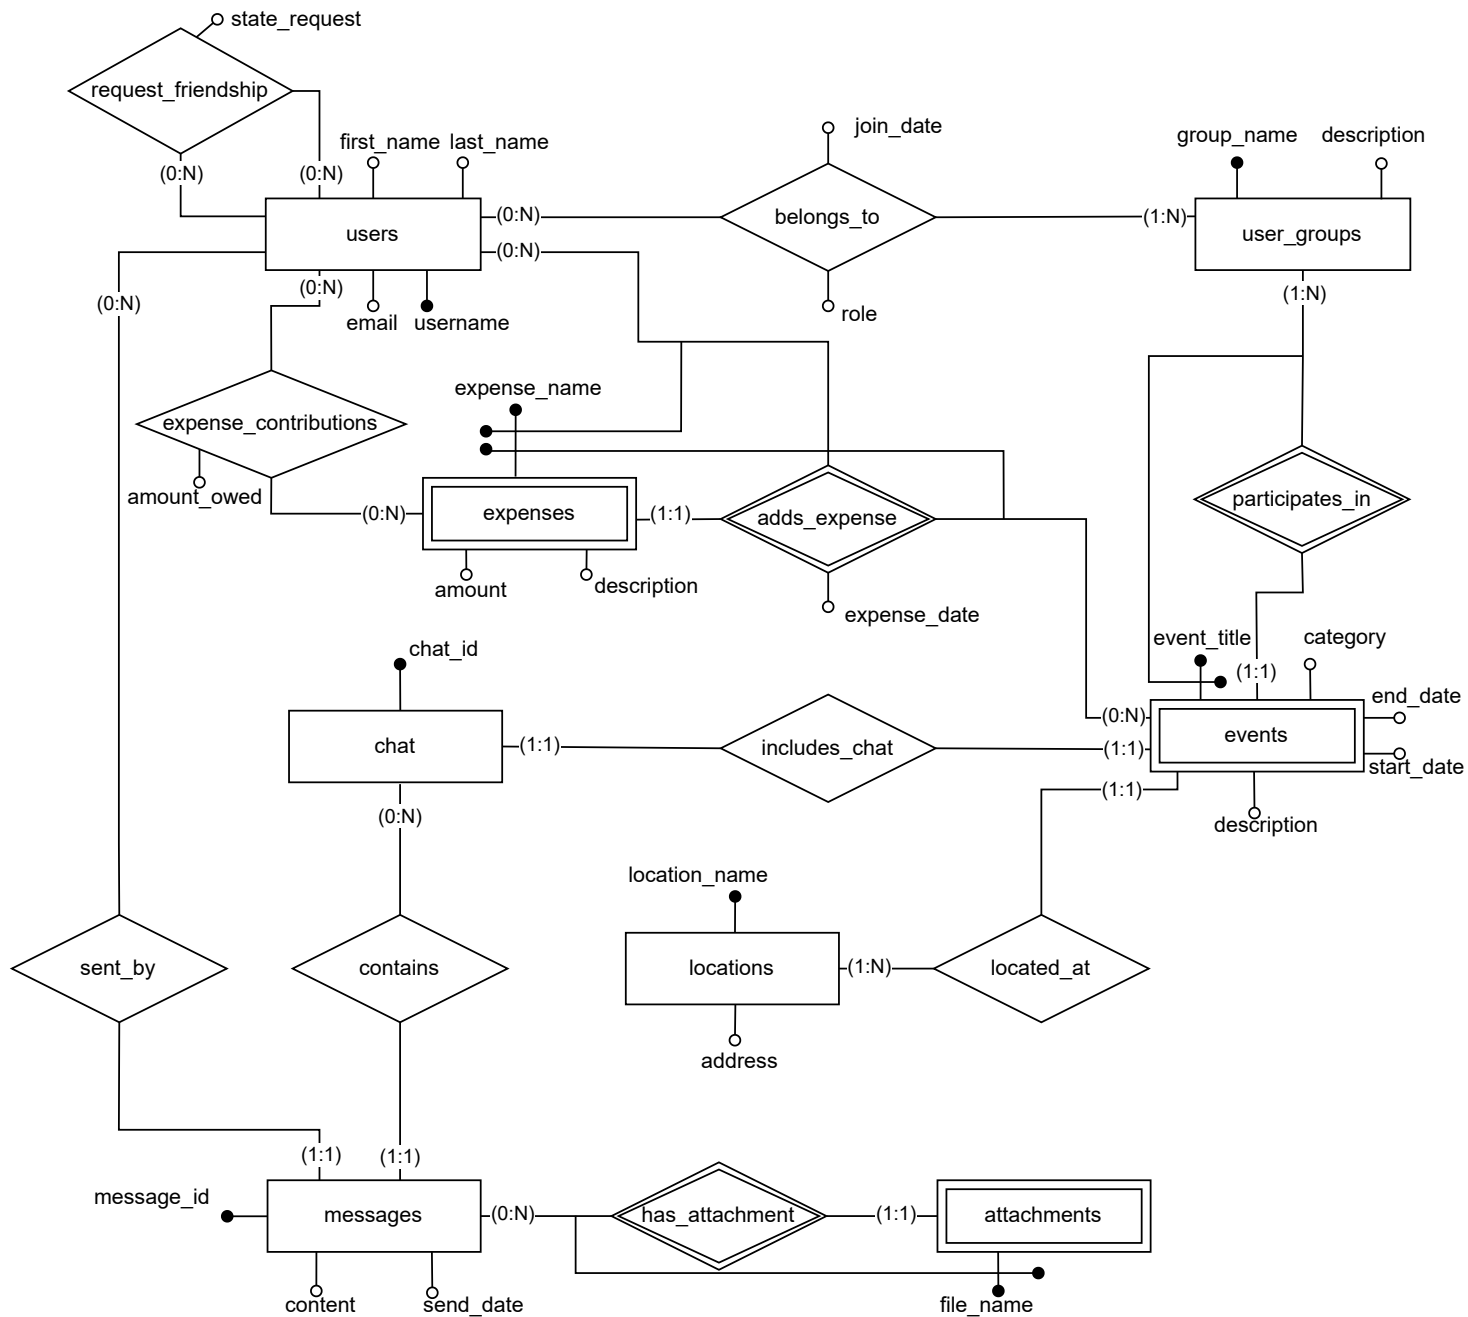 state_request
request_friendship
join_date
group_name
description
first_name
last_name
(0:N)
(0:N)
(0:N)
belongs_to
(1:N)
users
user_groups
(0:N)
(0:N)
(0:N)
(1:N)
email
username
role
expense_name
expense_contributions
amount_owed
(0:N)
expenses
(1:1)
adds_expense
participates_in
amount
description
expense_date
chat_id
event_title
category
(1:1)
end_date
(0:N)
chat
(1:1)
includes_chat
(1:1)
events
start_date
(1:1)
(0:N)
description
location_name
sent_by
contains
locations
(1:N)
located_at
address
(1:1)
(1:1)
message_id
messages
(0:N)
has_attachment
(1:1)
attachments
content
send_date
file_name